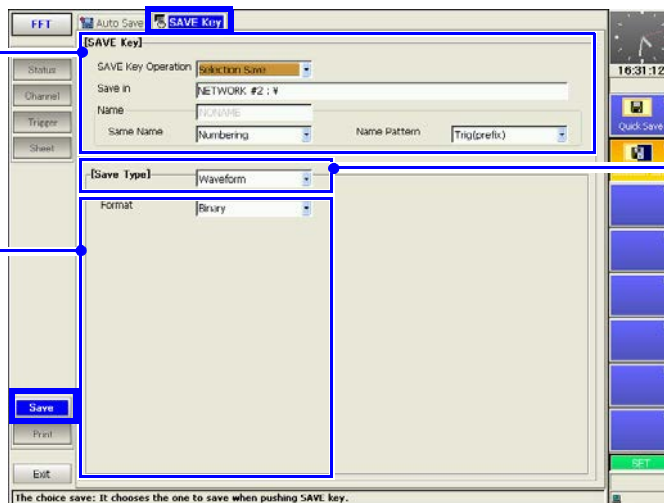 FFT
Auto Save
SAVE Key
[SAVE Key]
Status
SAVE Key Operation
Selection Save
16:31:12
Channel
Save in
NETWORK #2 : ¥
Trigger
Name
NONAME
Quick Save
Sheet
Same Name
Numbering
Name Pattern
Trig(prefix)
[Save Type]
Waveform
Format
Binary
Save
Print
Exit
SET
The choice save: It chooses the one to save when pushing SAVE key.